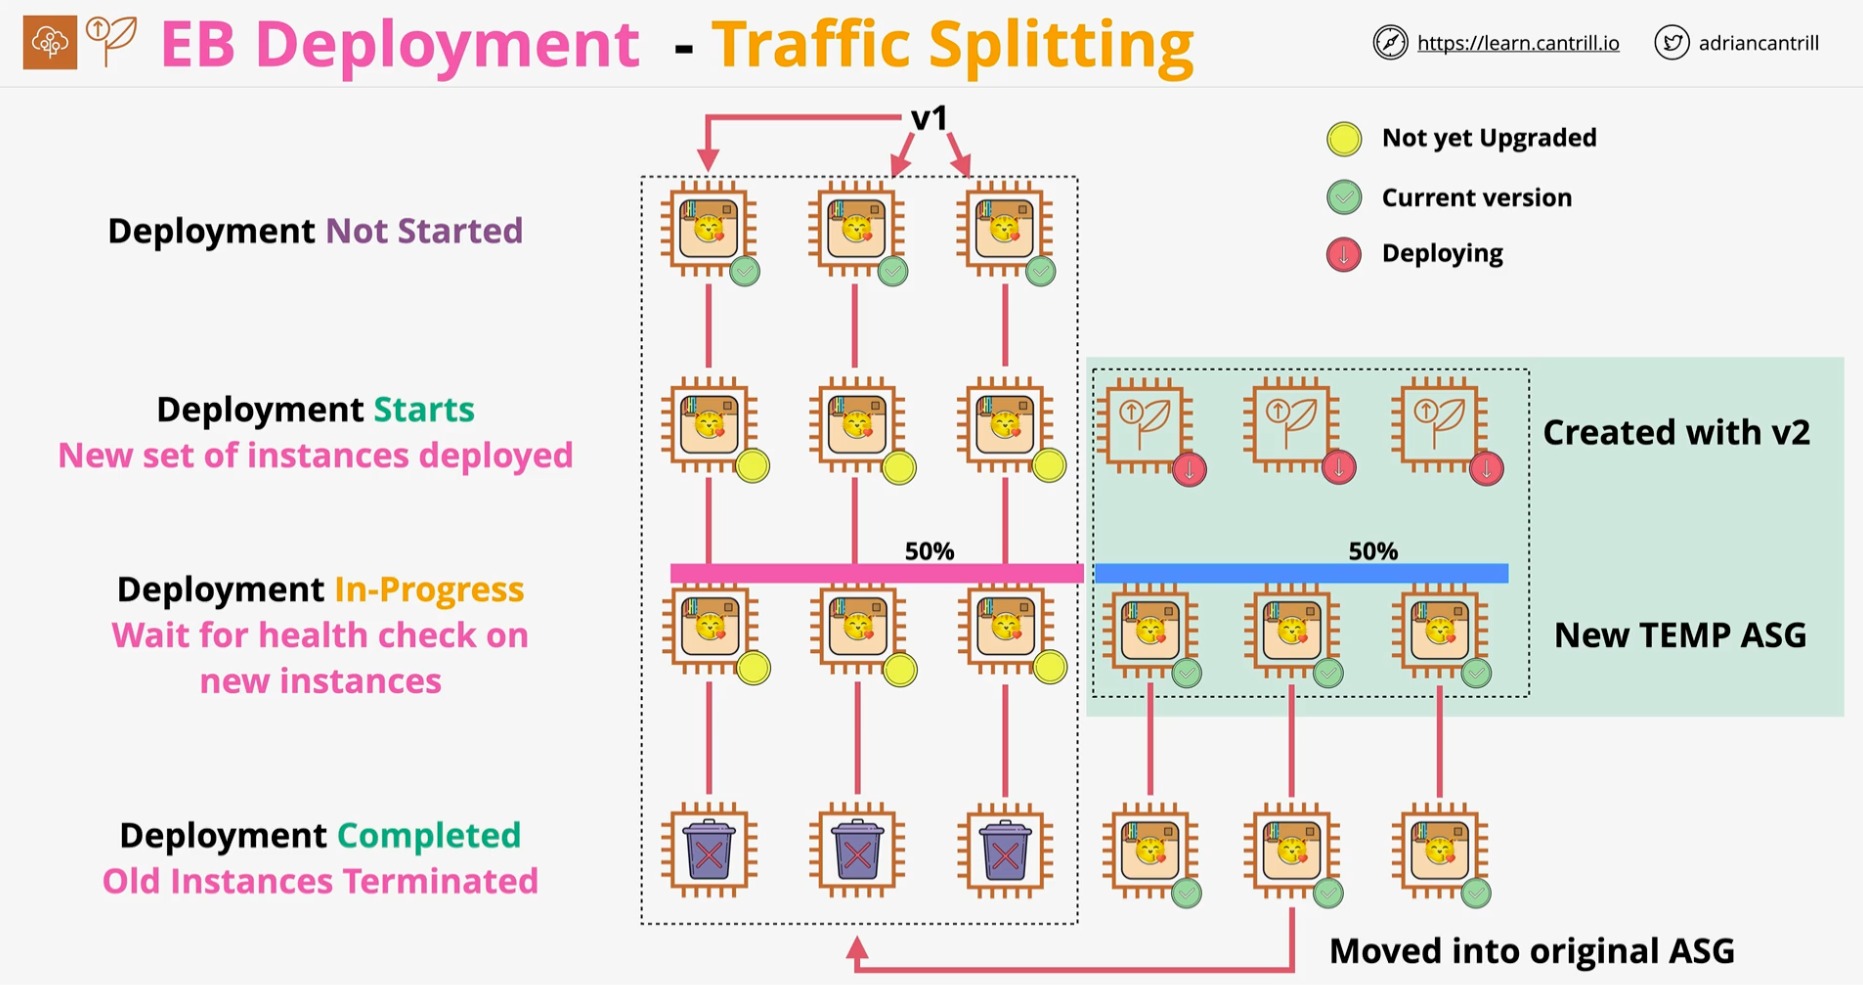 EB Deployment - Traffic Splitting
https://learn.cantrill.io
adriancantrill
v1
Not yet Upgraded
Current version
Deploying
Deployment Not Started
Deployment Starts
New set of instances deployed
Created with v2
50%
50%
Deployment In-Progress
Wait for health check on
new instances
New TEMP ASG
Deployment Completed
Old Instances Terminated
Moved into original ASG